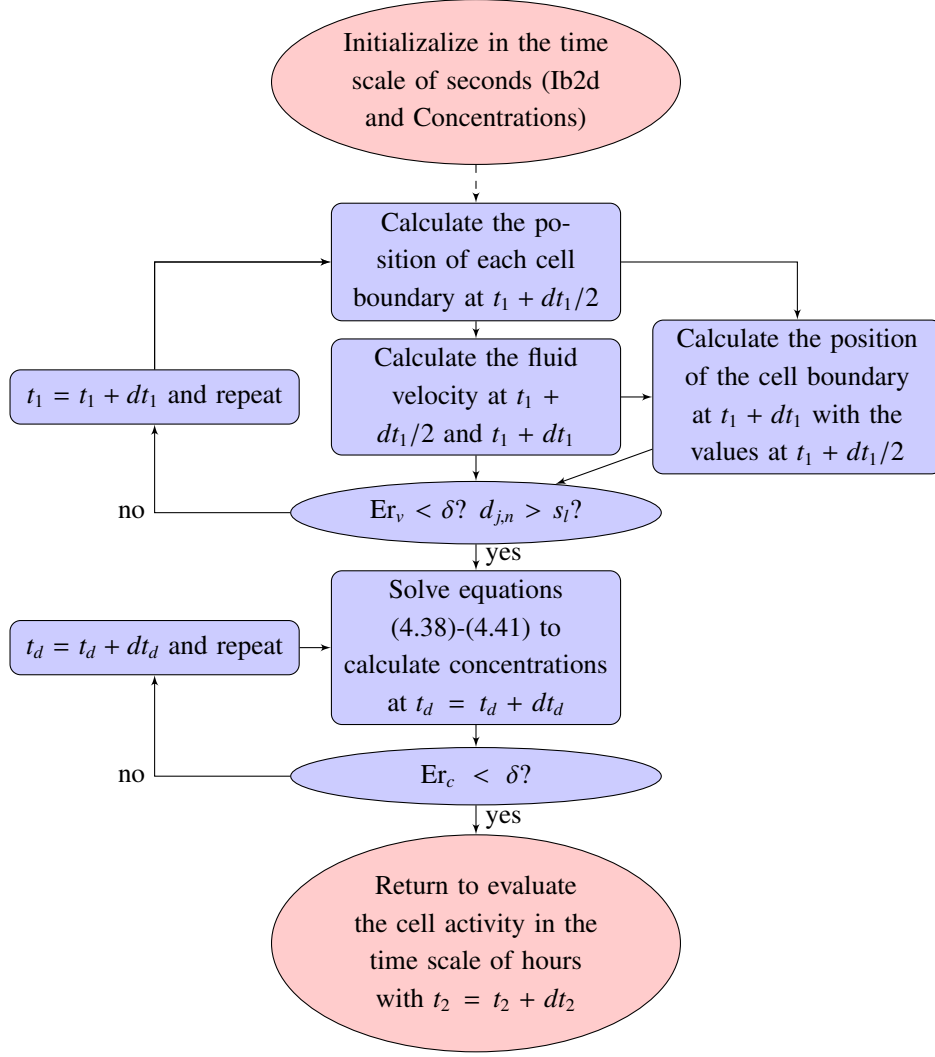 Initializalize in the time
scale of seconds (Ib2d
and Concentrations)
Calculate the po-
sition of each cell
boundary at t₁ + dt₁/2
Calculate the fluid
velocity at t₁ +
dt₁/2 and t₁ + dt₁
Calculate the position
of the cell boundary
at t₁ + dt₁ with the
values at t₁ + dt₁/2
t₁ = t₁ + dt₁ and repeat
no
Er_v < δ? d_{j,n} > s_l?
yes
Solve equations
(4.38)-(4.41) to
calculate concentrations
at t_d = t_d + dt_d
t_d = t_d + dt_d and repeat
no
Er_c < δ?
yes
Return to evaluate
the cell activity in the
time scale of hours
with t₂ = t₂ + dt₂